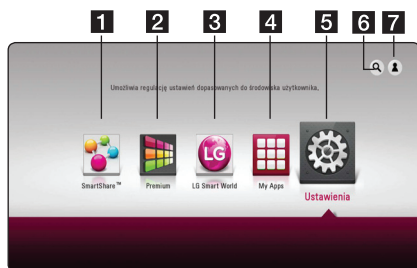 1 2 3 4 5 6 7
Umożliwia regulację ustawień dopasowanych do środowiska użytkownika.
LG
SmartShare™ Premium LG Smart World My Apps Ustawienia